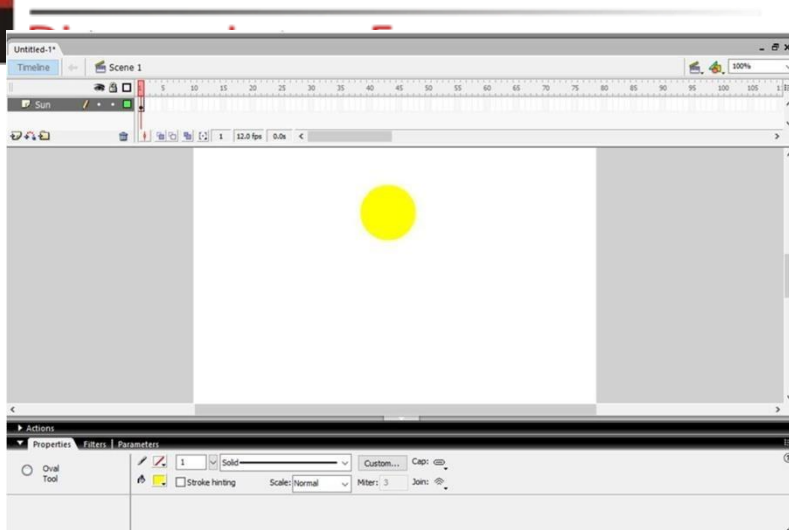 Untitled-1*
Timeline Scene 1 100%
5 10 15 20 25 30 35 40 45 50 55 60 65 70 75 80 85 90 95 100 105
Sun
1 12.0 fps 0.0s
Actions
Properties Filters Parameters
Oval Tool
1 Solid Custom... Cap:
Stroke hinting Scale: Normal Miter: 3 Join: